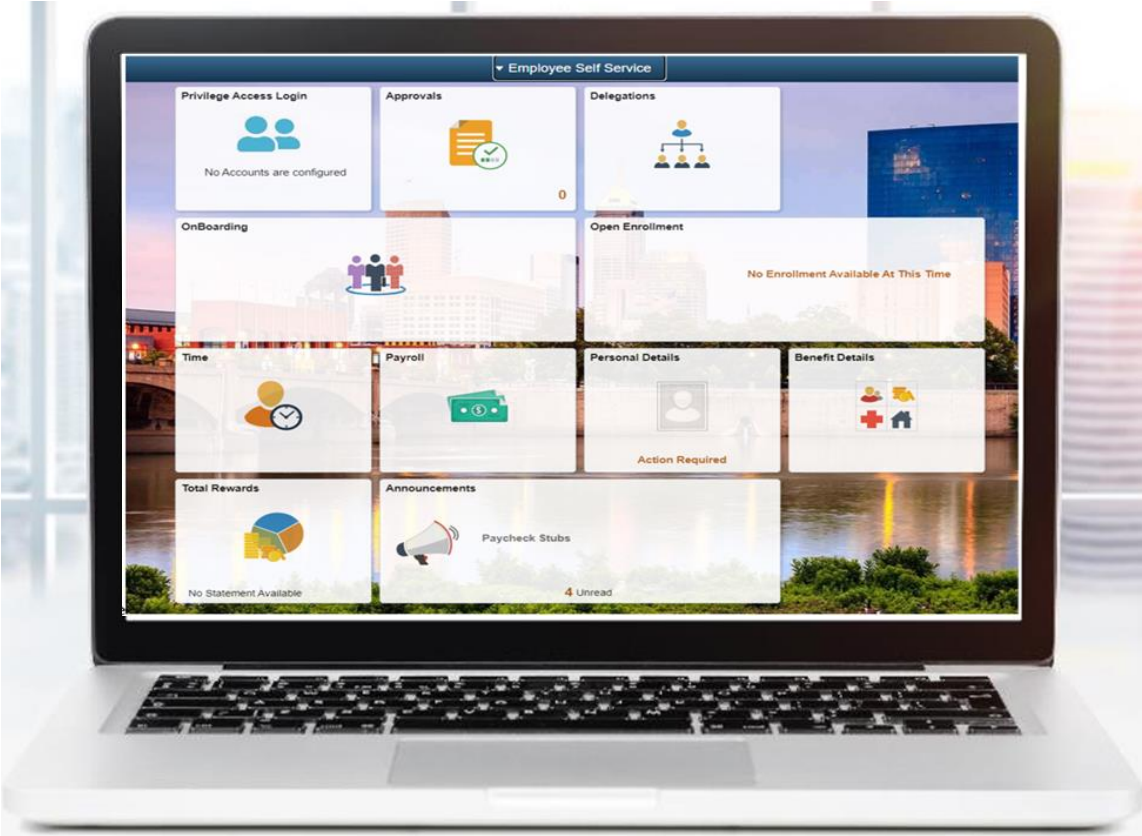 Employee Self Service
Privilege Access Login
Approvals
Delegations
No Accounts are configured
0
OnBoarding
Open Enrollment
No Enrollment Available At This Time
Time
Payroll
Personal Details
Benefit Details
Action Required
Total Rewards
Announcements
Paycheck Stubs
No Statement Available
4 Unread